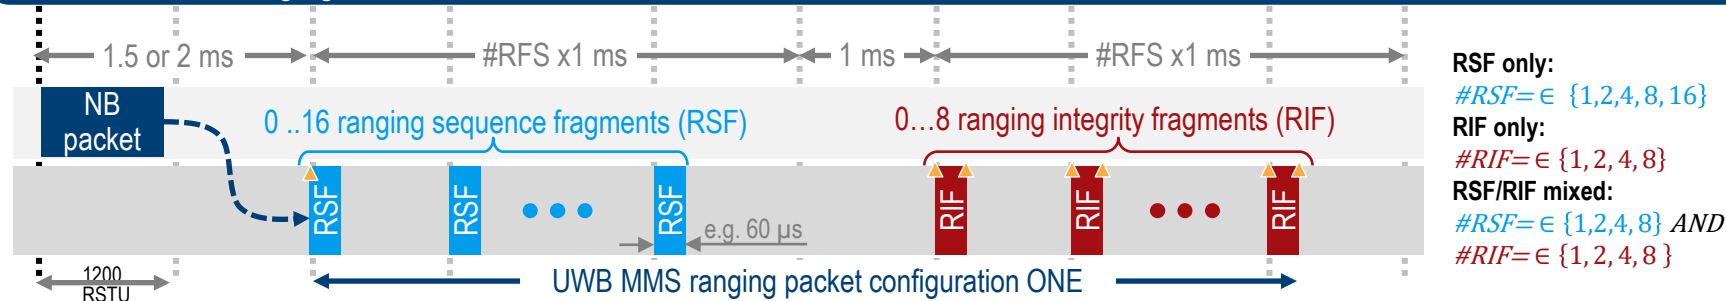 1.5 or 2 ms
#RFS x1 ms
1 ms
#RFS x1 ms
NB
packet
0 ..16 ranging sequence fragments (RSF)
0...8 ranging integrity fragments (RIF)
RSF
RSF
RSF
RIF
RIF
RIF
e.g. 60 µs
1200
RSTU
UWB MMS ranging packet configuration ONE
RSF only:
#RSF= ∈ {1,2,4, 8, 16}
RIF only:
#RIF= ∈ {1, 2, 4, 8}
RSF/RIF mixed:
#RSF= ∈ {1,2,4, 8} AND
#RIF= ∈ {1, 2, 4, 8 }